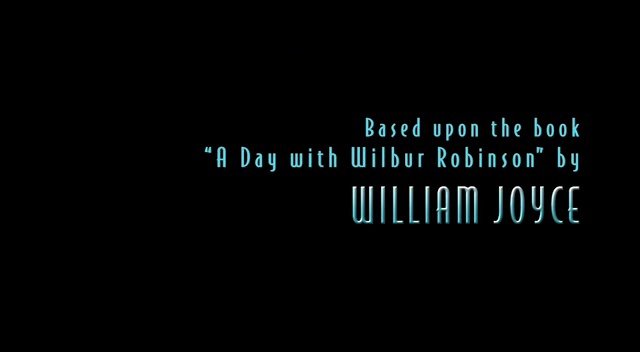 Based upon the book
“A Day with Wilbur Robinson” by
WILLIAM JOYCE